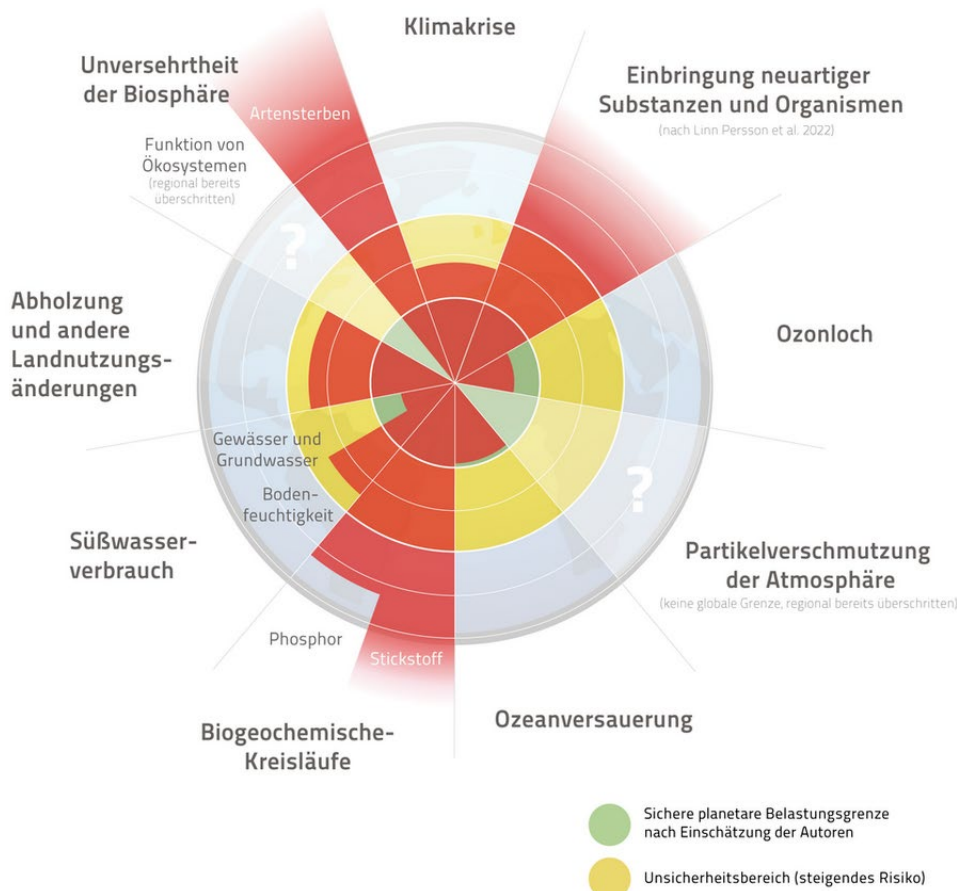 Klimakrise
Unversehrtheit
der Biosphäre
Artensterben
Funktion von
Ökosystemen
(regional bereits
überschritten)
Einbringung neuartiger
Substanzen und Organismen
(nach Linn Persson et al. 2022)
?
Abholzung
und andere
Landnutzungs-
änderungen
Ozonloch
Gewässer und
Grundwasser
Boden-
feuchtigkeit
?
Süßwasser-
verbrauch
Partikelverschmutzung
der Atmosphäre
(keine globale Grenze, regional bereits überschritten)
Phosphor
Stickstoff
Biogeochemische-
Kreisläufe
Ozeanversauerung
Sichere planetare Belastungsgrenze
nach Einschätzung der Autoren
Unsicherheitsbereich (steigendes Risiko)